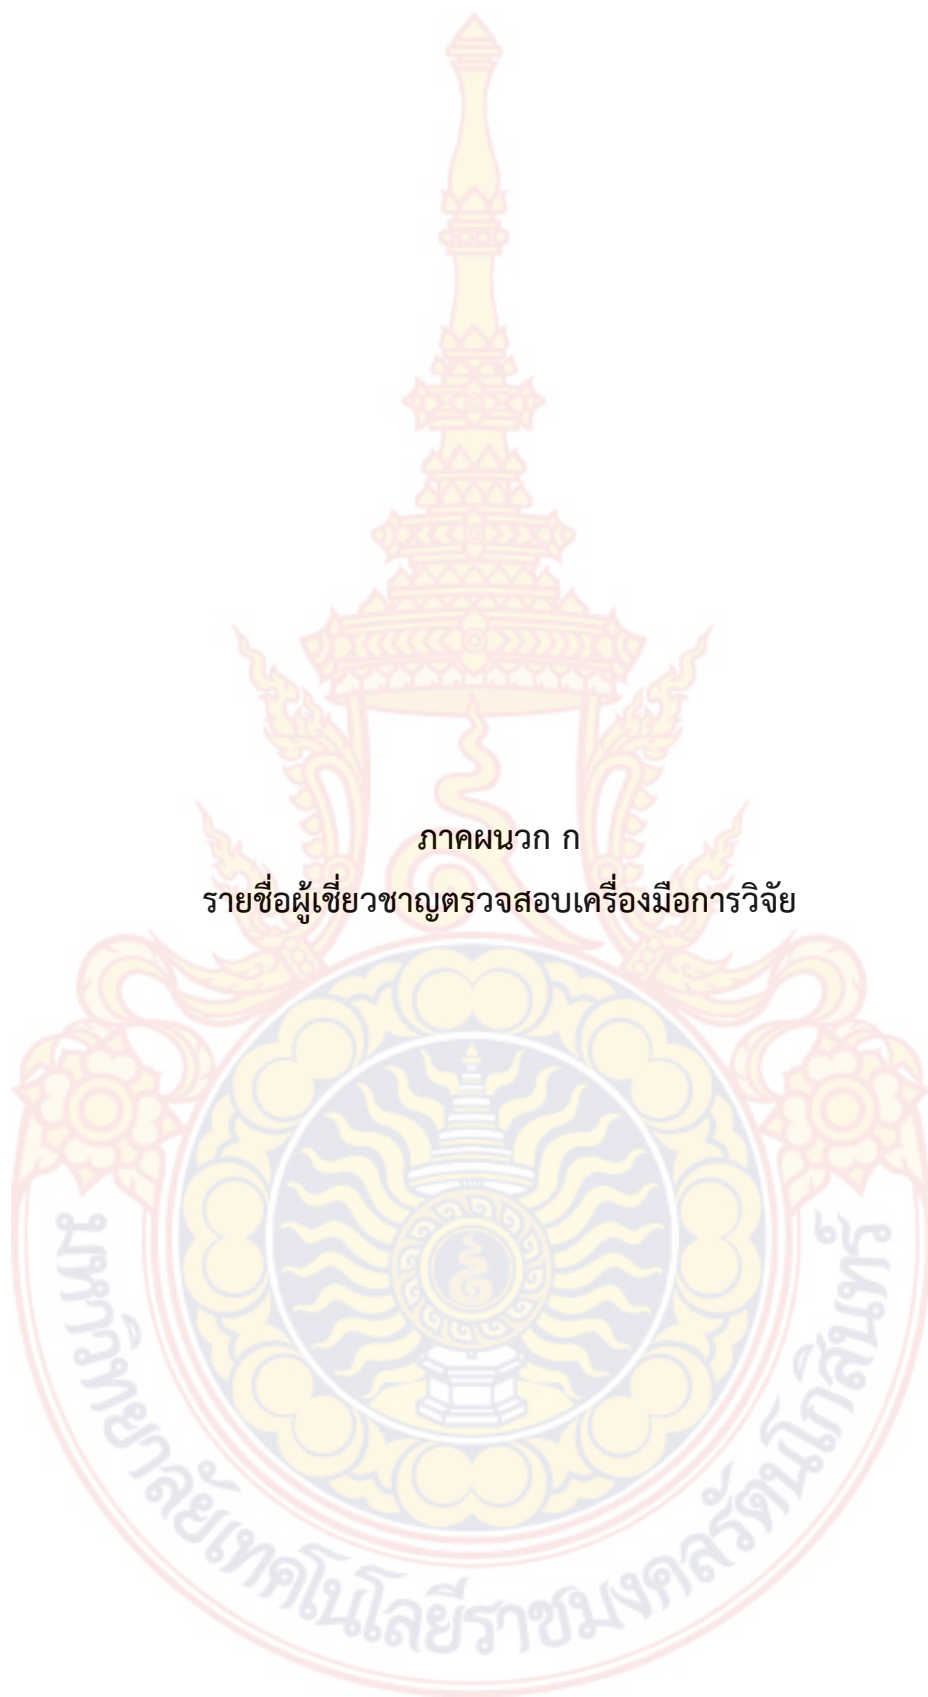 ภาคผนวก ก
รายชื่อผู้เชี่ยวชาญตรวจสอบเครื่องมือการวิจัย
มหาวิทยาลัยเทคโนโลยีราชมงคลรัตนโกสินทร์